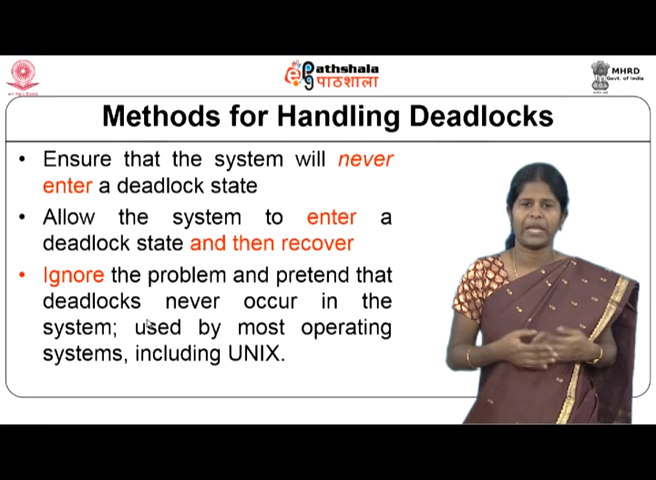 ePathshala
पाठशाला
MHRD
Govt. of India
Methods for Handling Deadlocks
• Ensure that the system will never
enter a deadlock state
• Allow the system to enter a
deadlock state and then recover
• Ignore the problem and pretend that
deadlocks never occur in the
system; used by most operating
systems, including UNIX.